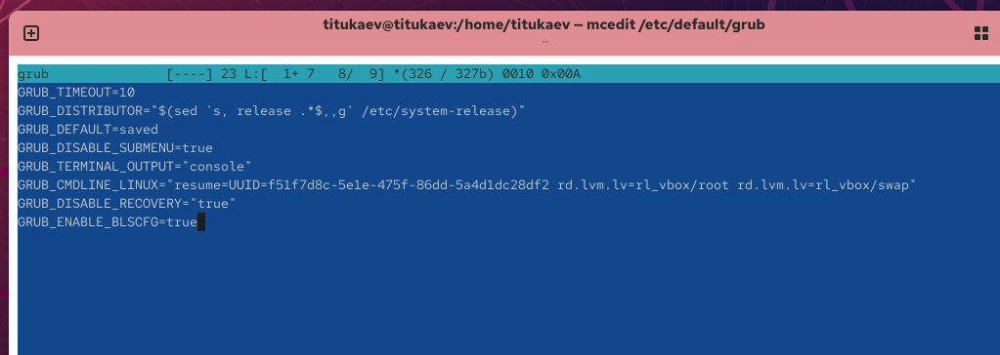 titukaev@titukaev:/home/titukaev — mcedit /etc/default/grub
~
grub               [----] 23 L:[  1+ 7   8/  9] *(326 / 327b) 0010 0x00A
GRUB_TIMEOUT=10
GRUB_DISTRIBUTOR="$(sed 's, release .*$,,g' /etc/system-release)"
GRUB_DEFAULT=saved
GRUB_DISABLE_SUBMENU=true
GRUB_TERMINAL_OUTPUT="console"
GRUB_CMDLINE_LINUX="resume=UUID=f51f7d8c-5e1e-475f-86dd-5a4d1dc28df2 rd.lvm.lv=rl_vbox/root rd.lvm.lv=rl_vbox/swap"
GRUB_DISABLE_RECOVERY="true"
GRUB_ENABLE_BLSCFG=true